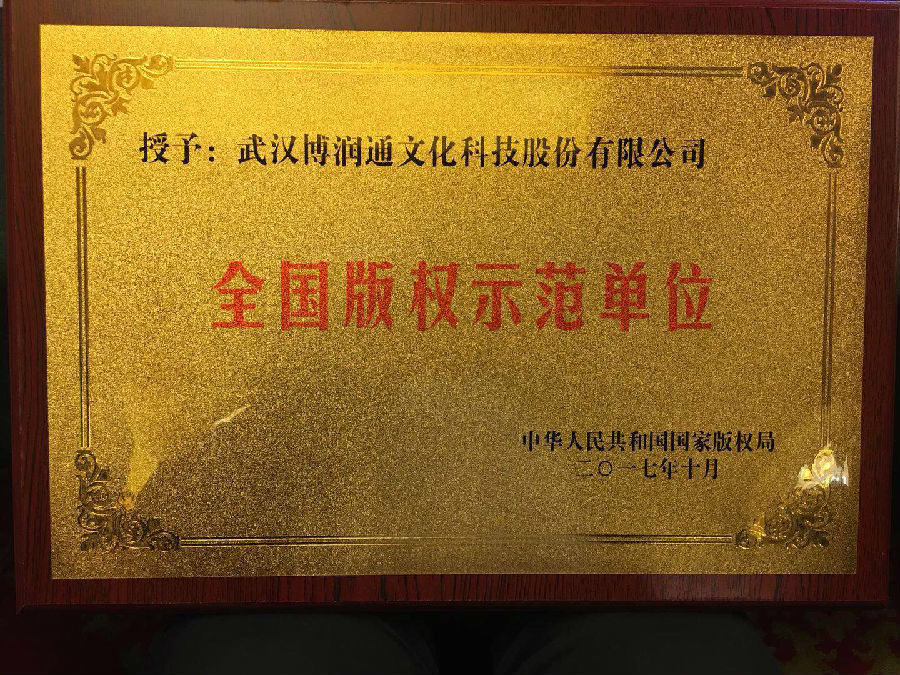 授予：武汉博润通文化科技股份有限公司
全国版权示范单位
中华人民共和国国家版权局
二〇一七年十月